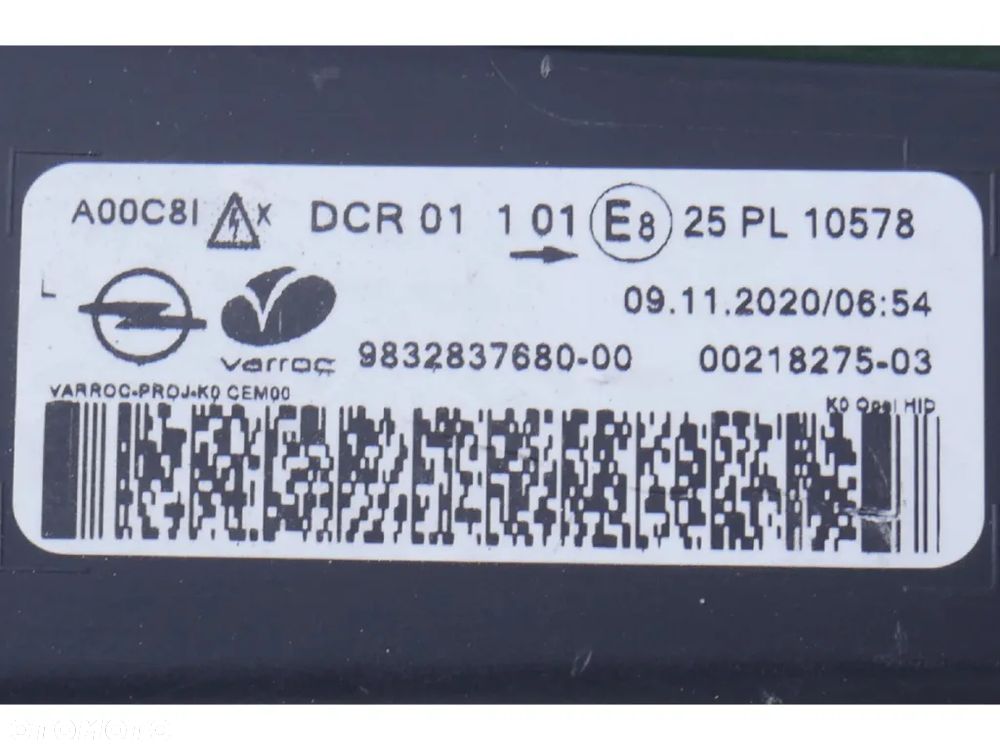 A00C8I X DCR 01 1 01 E8 25 PL 10578
L
09.11.2020/06:54
varroc 9832837680-00 00218275-03
VARROC-PROJ-K0 CEM00
K0 Opel HID
OTOMOTO